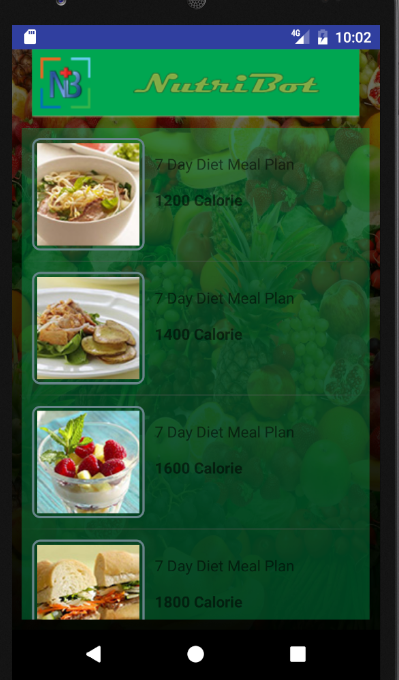 4G 10:02
NB NutriBot
7 Day Diet Meal Plan
1200 Calorie
7 Day Diet Meal Plan
1400 Calorie
7 Day Diet Meal Plan
1600 Calorie
7 Day Diet Meal Plan
1800 Calorie